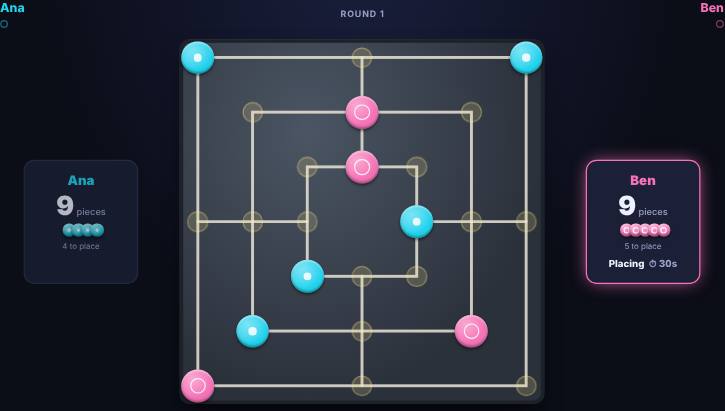 Ana
ROUND 1
Ben
Ana
9 pieces
4 to place
Ben
9 pieces
5 to place
Placing ⏱ 30s